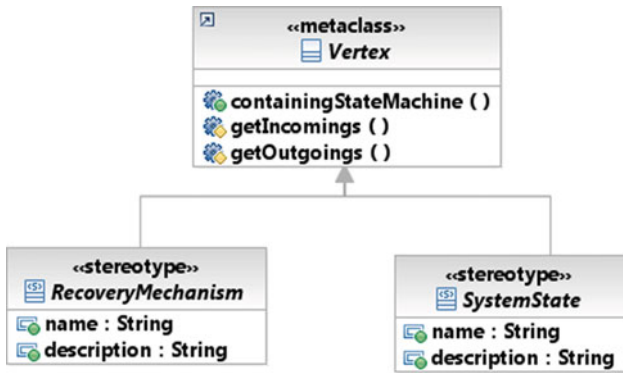 «metaclass»
Vertex
containingStateMachine ( )
getIncomings ( )
getOutgoings ( )
«stereotype»
RecoveryMechanism
name : String
description : String
«stereotype»
SystemState
name : String
description : String